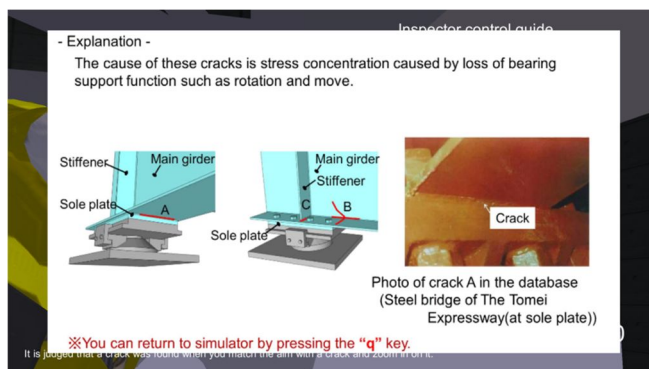 Inspector control guide
- Explanation -
The cause of these cracks is stress concentration caused by loss of bearing
support function such as rotation and move.
Stiffener
Main girder
Sole plate
A
Main girder
Stiffener
C
B
Sole plate
Crack
Photo of crack A in the database
(Steel bridge of The Tomei
Expressway(at sole plate))
※You can return to simulator by pressing the “q” key.
It is judged that a crack was found when you match the aim with a crack and zoom in on it.